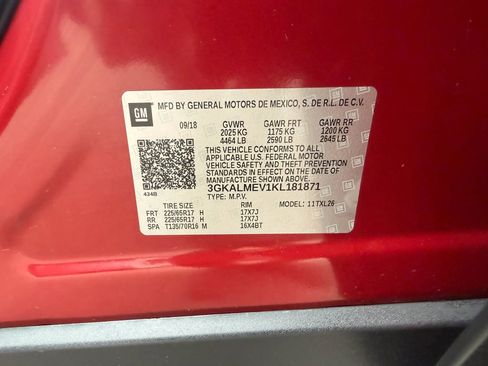 GM
MFD BY GENERAL MOTORS DE MEXICO, S. DE R.L. DE C.V.
09/18 GVWR GAWR FRT GAWR RR
2025 KG 1175 KG 1200 KG
4464 LB 2590 LB 2645 LB
THIS VEHICLE CONFORMS TO ALL
APPLICABLE U.S. FEDERAL MOTOR
VEHICLE SAFETY, BUMPER, AND THEFT
PREVENTION STANDARDS IN EFFECT
ON THE DATE OF MANUFACTURE
SHOWN ABOVE.
3GKALMEV1KL181871
434B TYPE: M.P.V. MODEL: 11TXL26
TIRE SIZE RIM
FRT 225/65R17 H 17X7J
RR 225/65R17 H 17X7J
SPA T135/70R16 M 16X4BT